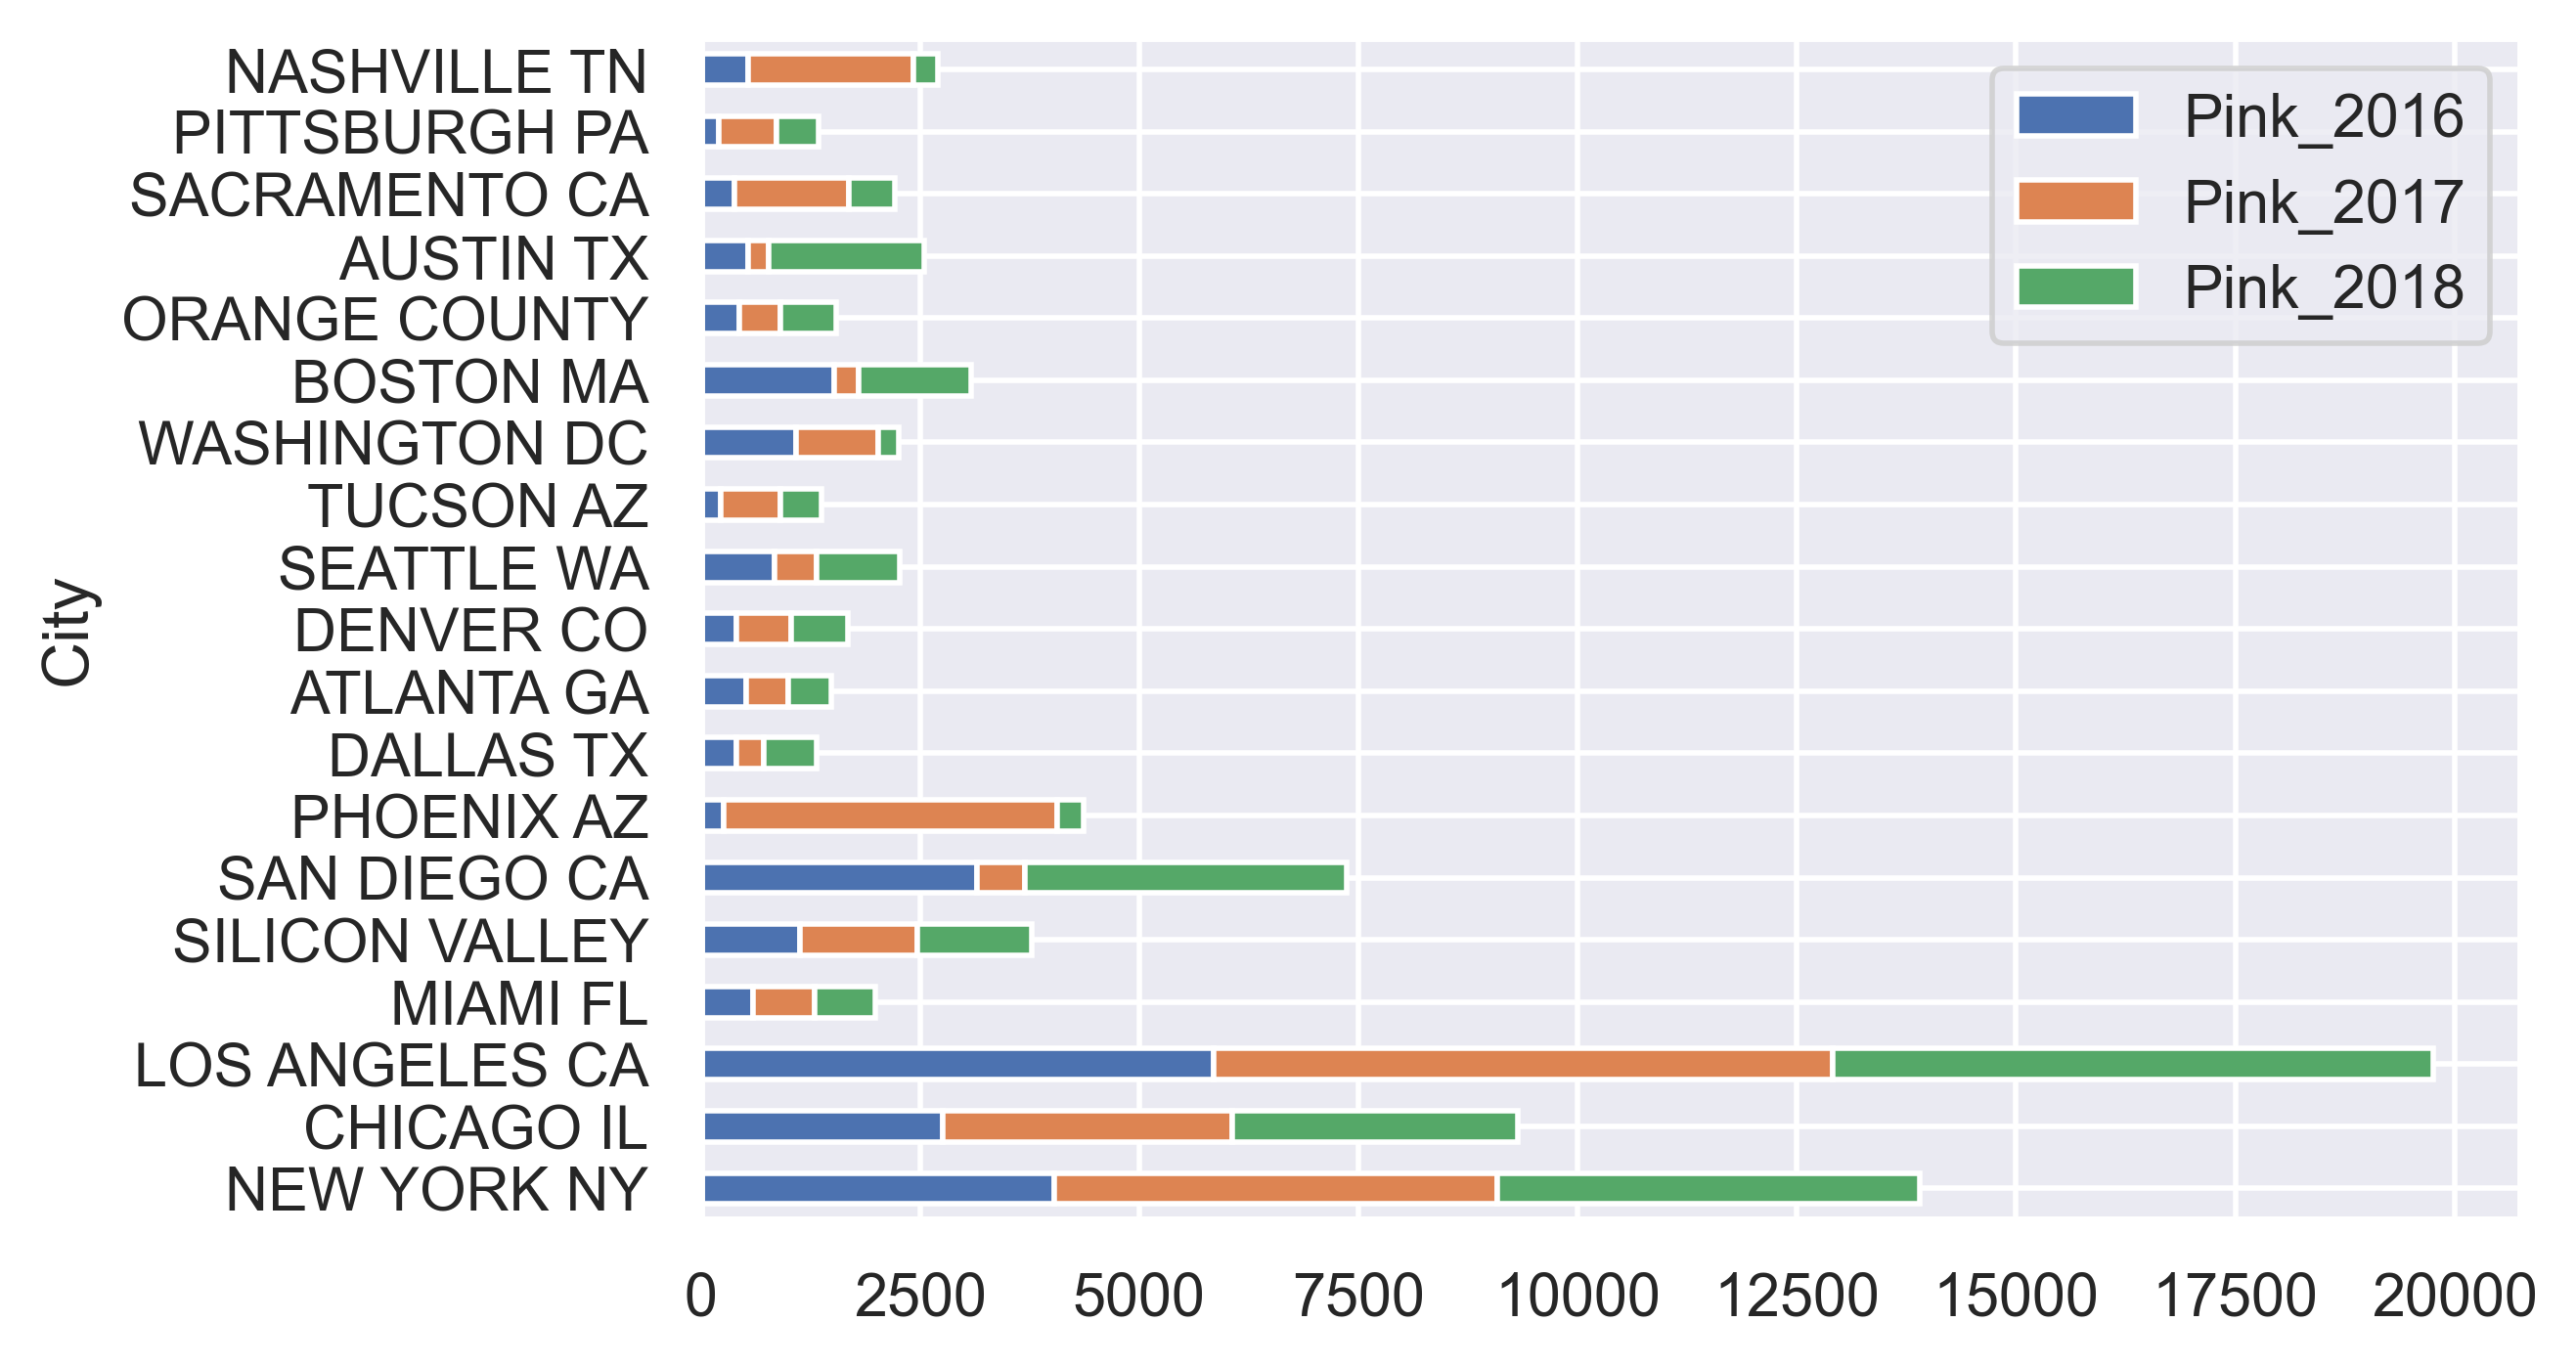 NASHVILLE TN
PITTSBURGH PA
SACRAMENTO CA
AUSTIN TX
ORANGE COUNTY
BOSTON MA
WASHINGTON DC
TUCSON AZ
SEATTLE WA
DENVER CO
ATLANTA GA
DALLAS TX
PHOENIX AZ
SAN DIEGO CA
SILICON VALLEY
MIAMI FL
LOS ANGELES CA
CHICAGO IL
NEW YORK NY
City
Pink_2016
Pink_2017
Pink_2018
0 2500 5000 7500 10000 12500 15000 17500 20000